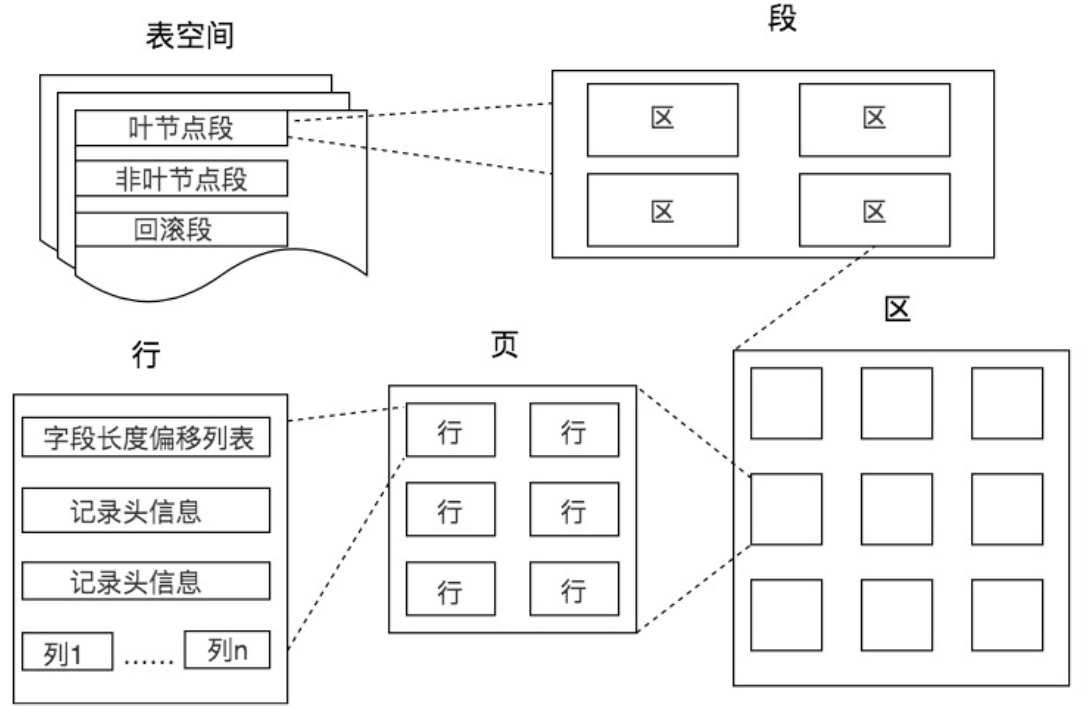 表空间
叶节点段
非叶节点段
回滚段
段
区
区
区
区
区
页
行
行
行
行
行
行
行
字段长度偏移列表
记录头信息
记录头信息
列1 …… 列n